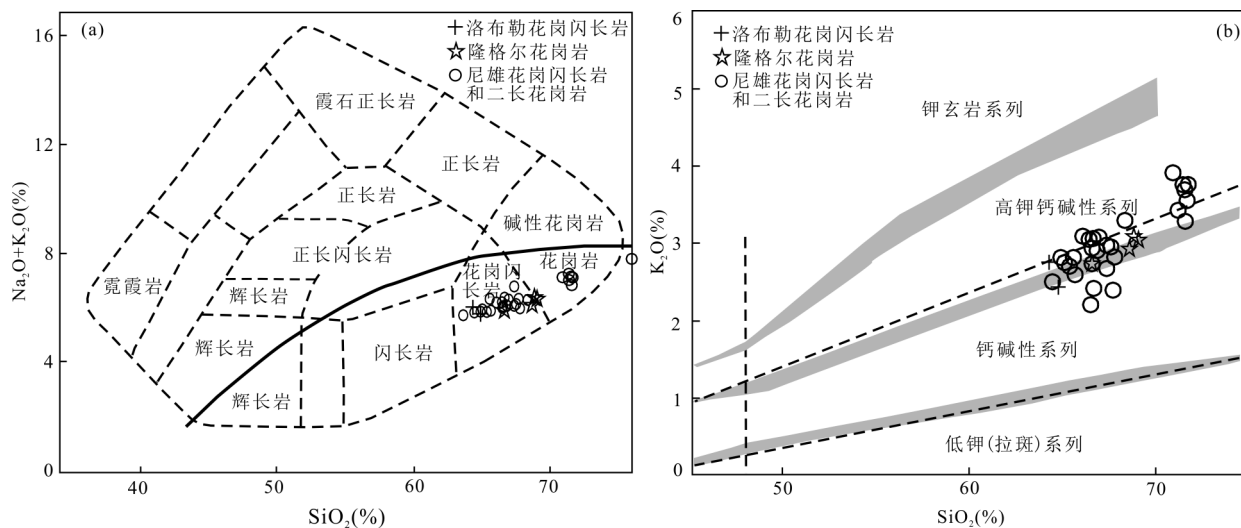 (a)
洛布勒花岗闪长岩
隆格尔花岗岩
尼雄花岗闪长岩
和二长花岗岩
霞石正长岩
正长岩
正长岩
碱性花岗岩
正长闪长岩
花岗闪
长岩
花岗岩
霓霞岩
辉长岩
辉长岩
闪长岩
辉长岩
16
12
8
4
0
Na₂O+K₂O(%)
40
50
60
70
SiO₂(%)
(b)
洛布勒花岗闪长岩
隆格尔花岗岩
尼雄花岗闪长岩
和二长花岗岩
钾玄岩系列
高钾钙碱性系列
钙碱性系列
低钾(拉斑)系列
6
5
4
3
2
1
0
K₂O(%)
50
60
70
SiO₂(%)